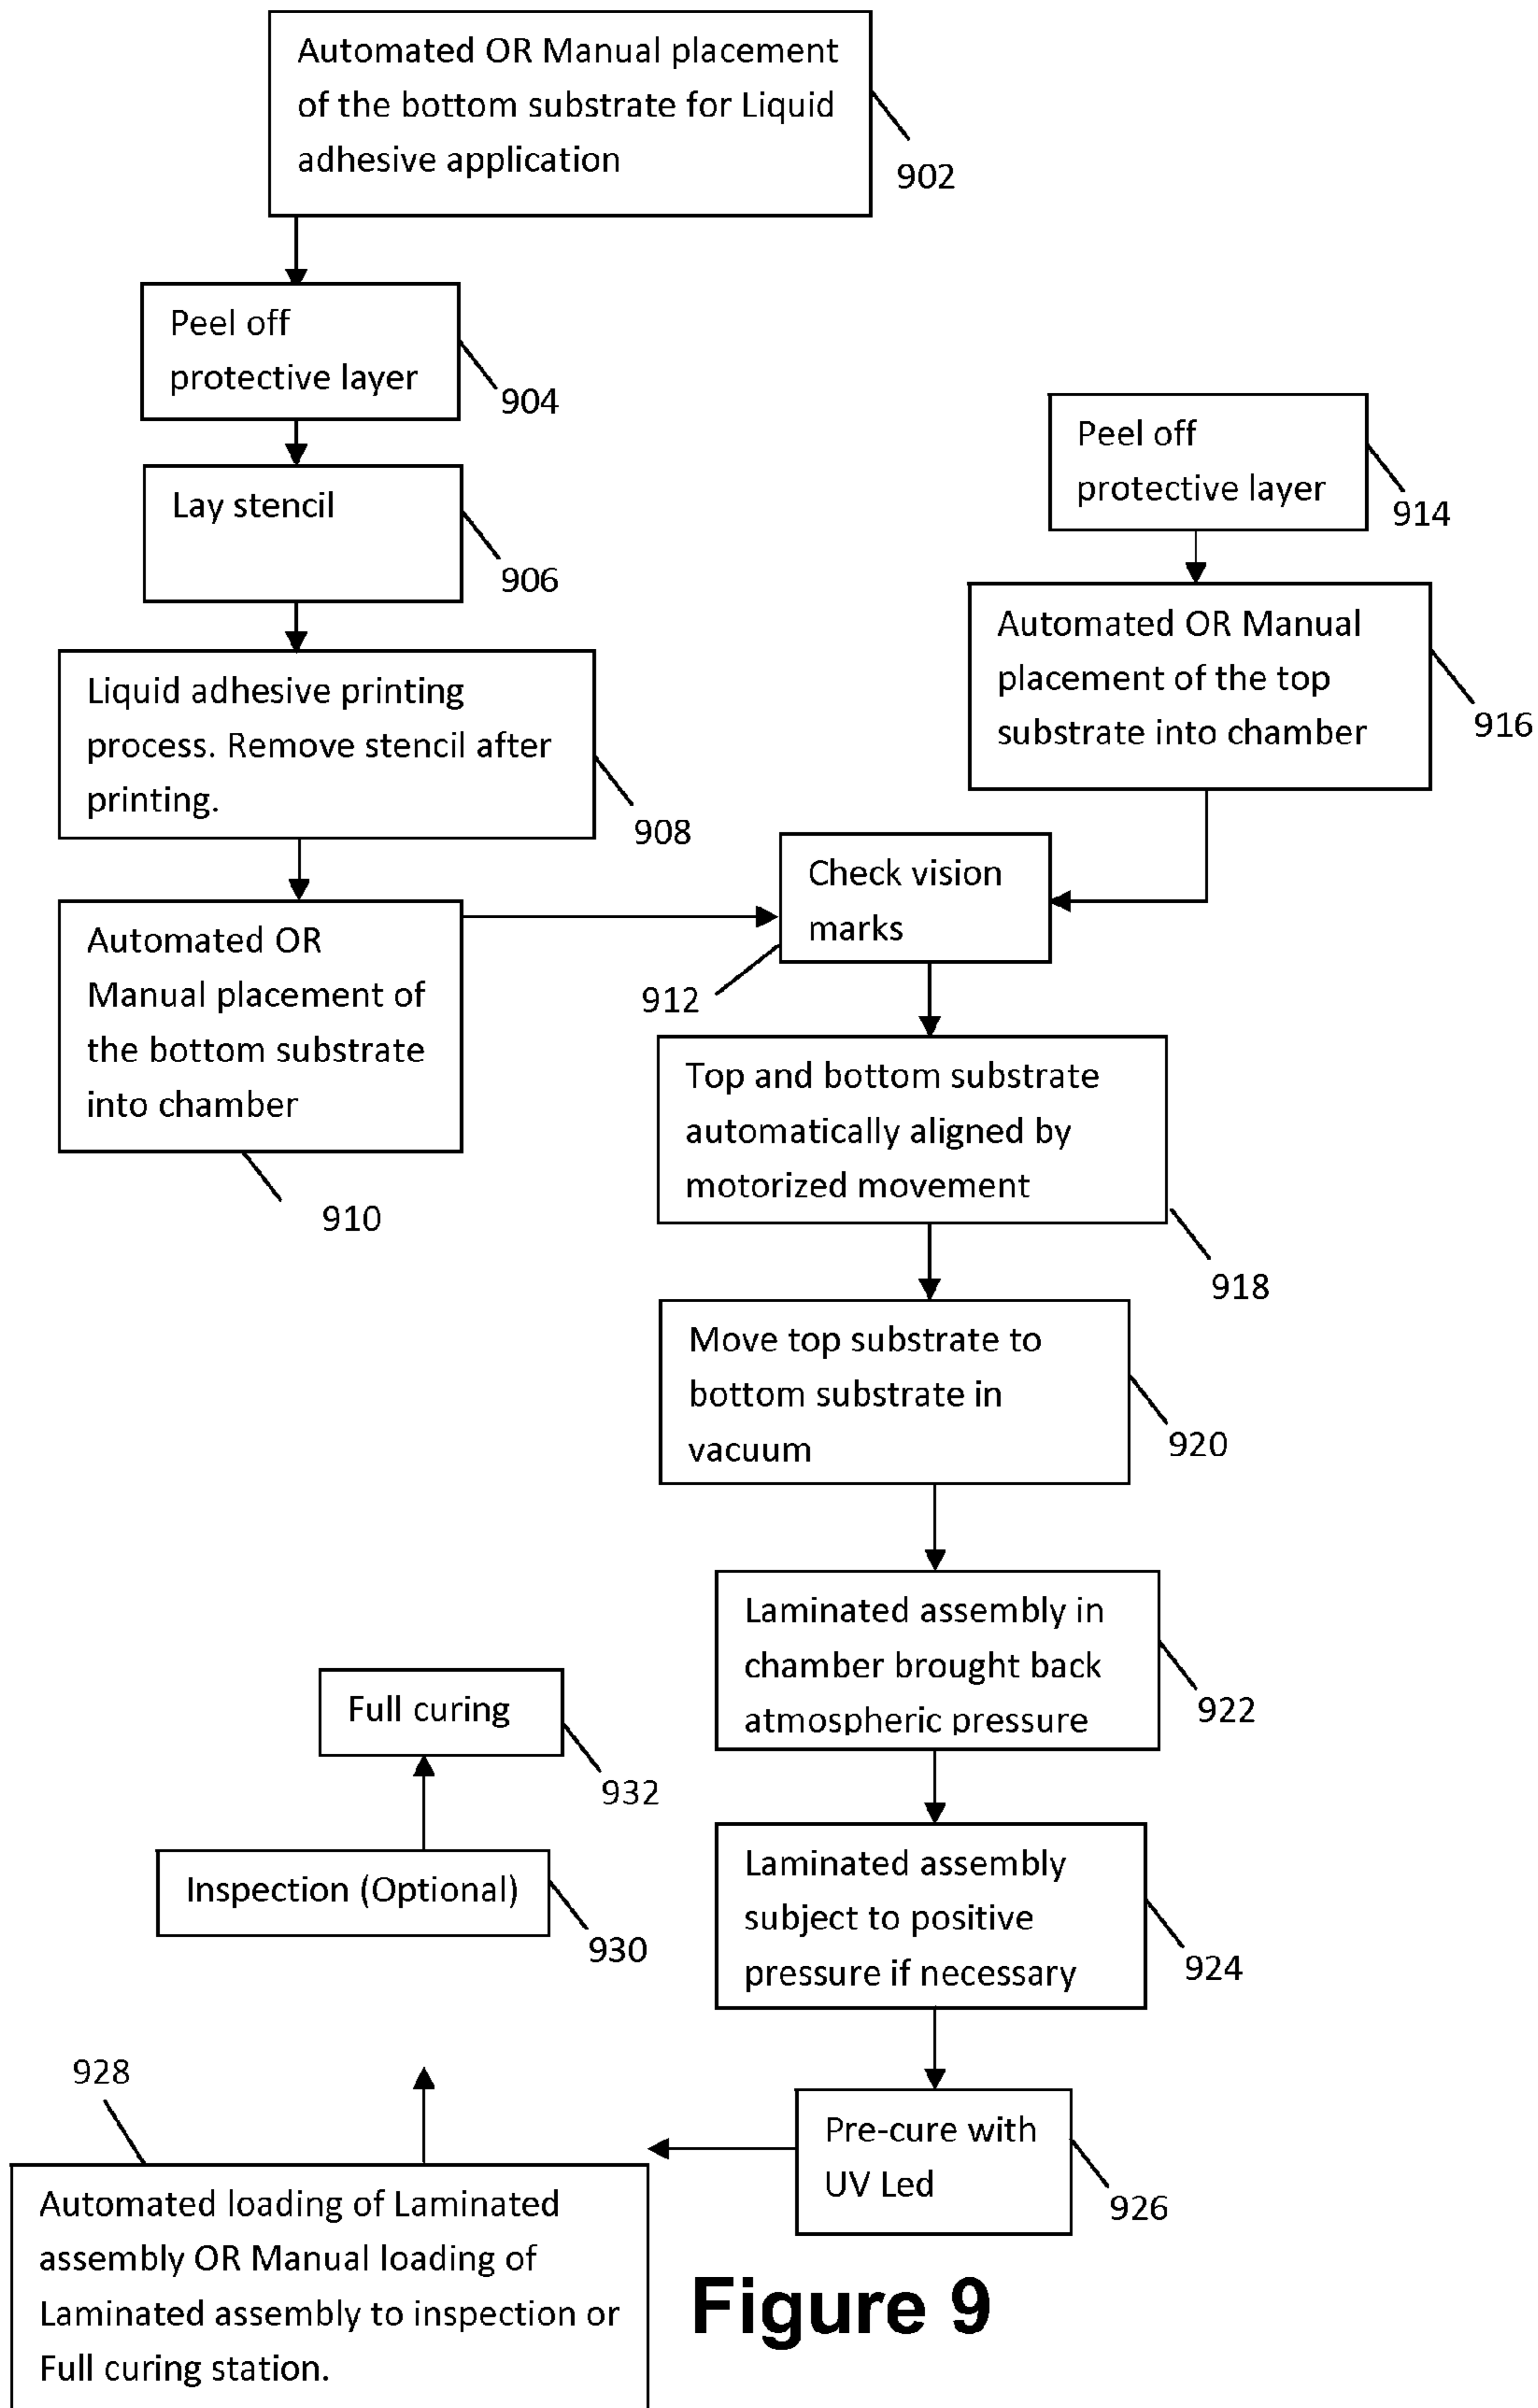 Automated OR Manual placement
of the bottom substrate for Liquid
adhesive application
902
Peel off
protective layer
904
Lay stencil
906
Liquid adhesive printing
process. Remove stencil after
printing.
908
Automated OR
Manual placement of
the bottom substrate
into chamber
910
Peel off
protective layer
914
Automated OR Manual
placement of the top
substrate into chamber
916
Check vision
marks
912
Top and bottom substrate
automatically aligned by
motorized movement
918
Move top substrate to
bottom substrate in
vacuum
920
Laminated assembly in
chamber brought back
atmospheric pressure
922
Laminated assembly
subject to positive
pressure if necessary
924
Pre-cure with
UV Led
926
928
Automated loading of Laminated
assembly OR Manual loading of
Laminated assembly to inspection or
Full curing station.
Inspection (Optional)
930
Full curing
932
Figure 9